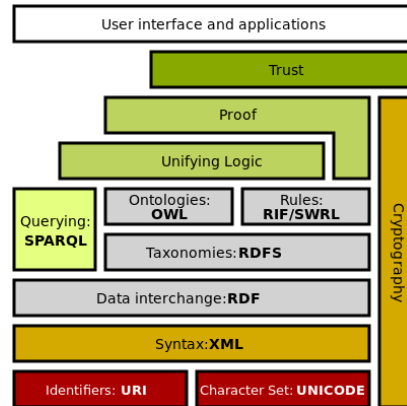 User interface and applications
Trust
Proof
Unifying Logic
Querying:
SPARQL
Ontologies:
OWL
Rules:
RIF/SWRL
Taxonomies:RDFS
Cryptography
Data interchange:RDF
Syntax:XML
Identifiers: URI
Character Set: UNICODE